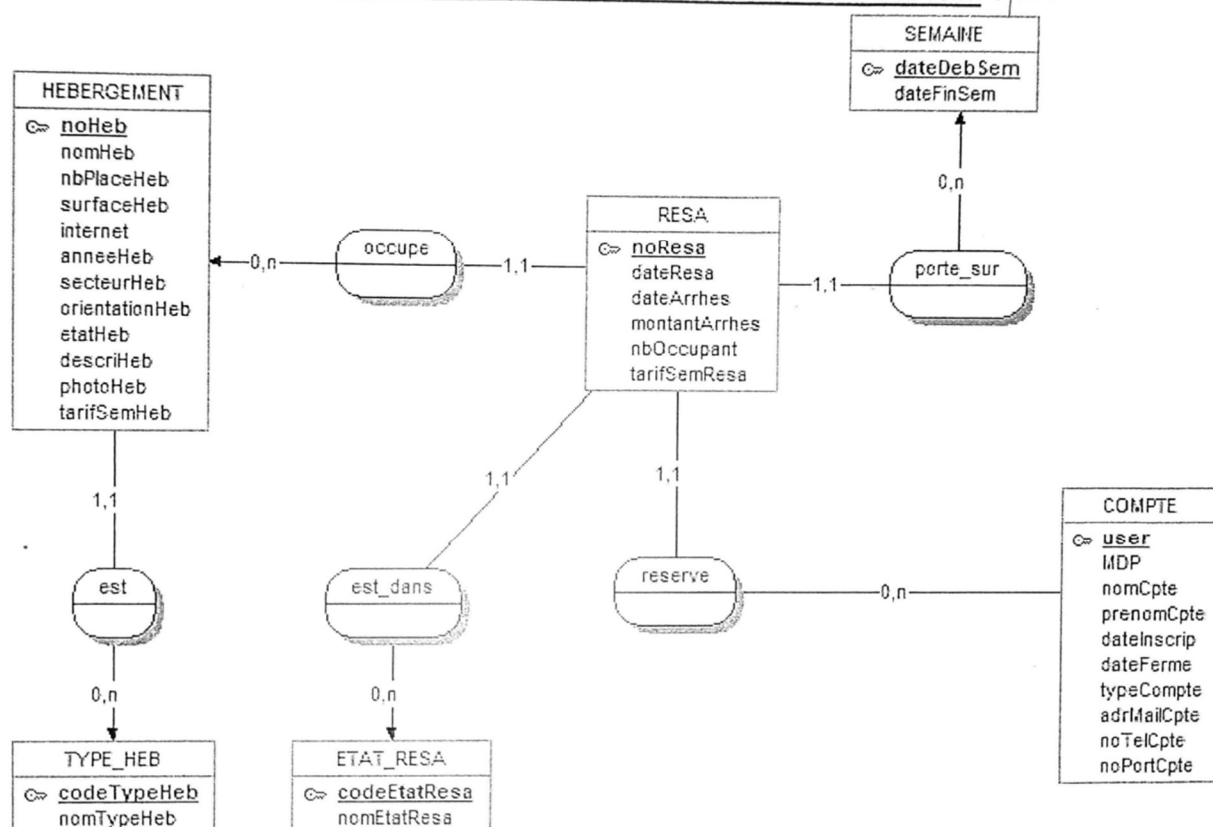 SEMAINE
dateDebSem
dateFinSem
HEBERGEMENT
noHeb
nomHeb
nbPlaceHeb
surfaceHeb
internet
anneeHeb
secteurHeb
orientationHeb
etatHeb
descriHeb
photoHeb
tarifSemHeb
0,n
occupe
1,1
RESA
noResa
dateResa
dateArrhes
montantArrhes
nbOccupant
tarifSemResa
0,n
1,1
porte_sur
1,1
1,1
1,1
est
est_dans
reserve
0,n
COMPTE
user
MDP
nomCpte
prenomCpte
dateInscrip
dateFerme
typeCompte
adrMailCpte
noTelCpte
noPortCpte
0,n
0,n
TYPE_HEB
codeTypeHeb
nomTypeHeb
ETAT_RESA
codeEtatResa
nomEtatResa